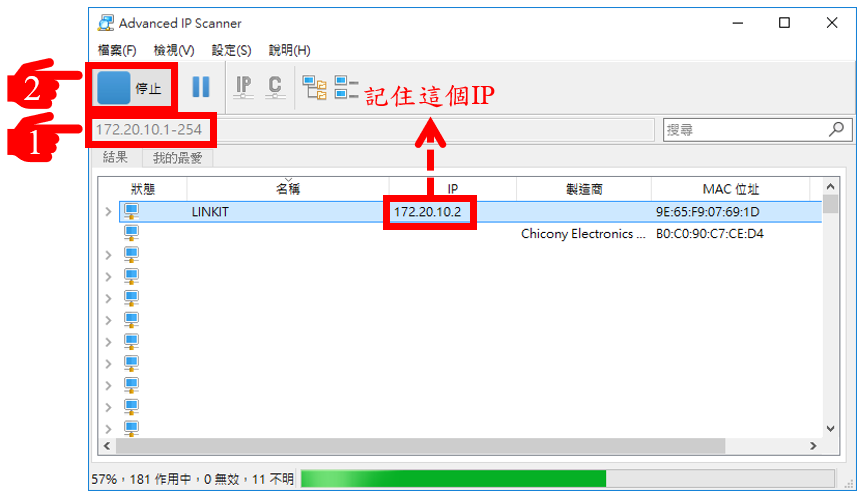 Advanced IP Scanner
檔案(F) 檢視(V) 設定(S) 說明(H)
2
停止
IP C
記住這個IP
1
172.20.10.1-254
搜尋
結果 我的最愛
狀態 名稱 IP 製造商 MAC 位址
LINKIT 172.20.10.2 9E:65:F9:07:69:1D
Chicony Electronics ... B0:C0:90:C7:CE:D4
57%，181 作用中，0 無效，11 不明